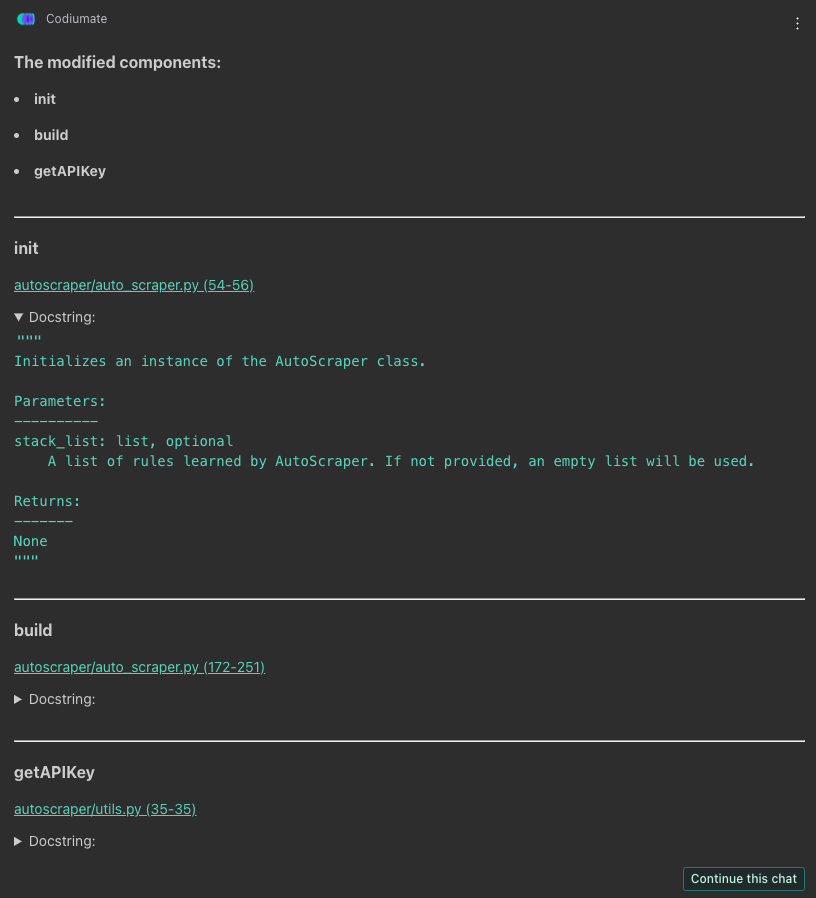 Codiumate
The modified components:
• init
• build
• getAPIKey
init
autoscraper/auto_scraper.py (54-56)
▼ Docstring:
"""
Initializes an instance of the AutoScraper class.
Parameters:
----------
stack_list: list, optional
    A list of rules learned by AutoScraper. If not provided, an empty list will be used.
Returns:
-------
None
"""
build
autoscraper/auto_scraper.py (172-251)
▶ Docstring:
getAPIKey
autoscraper/utils.py (35-35)
▶ Docstring:
Continue this chat